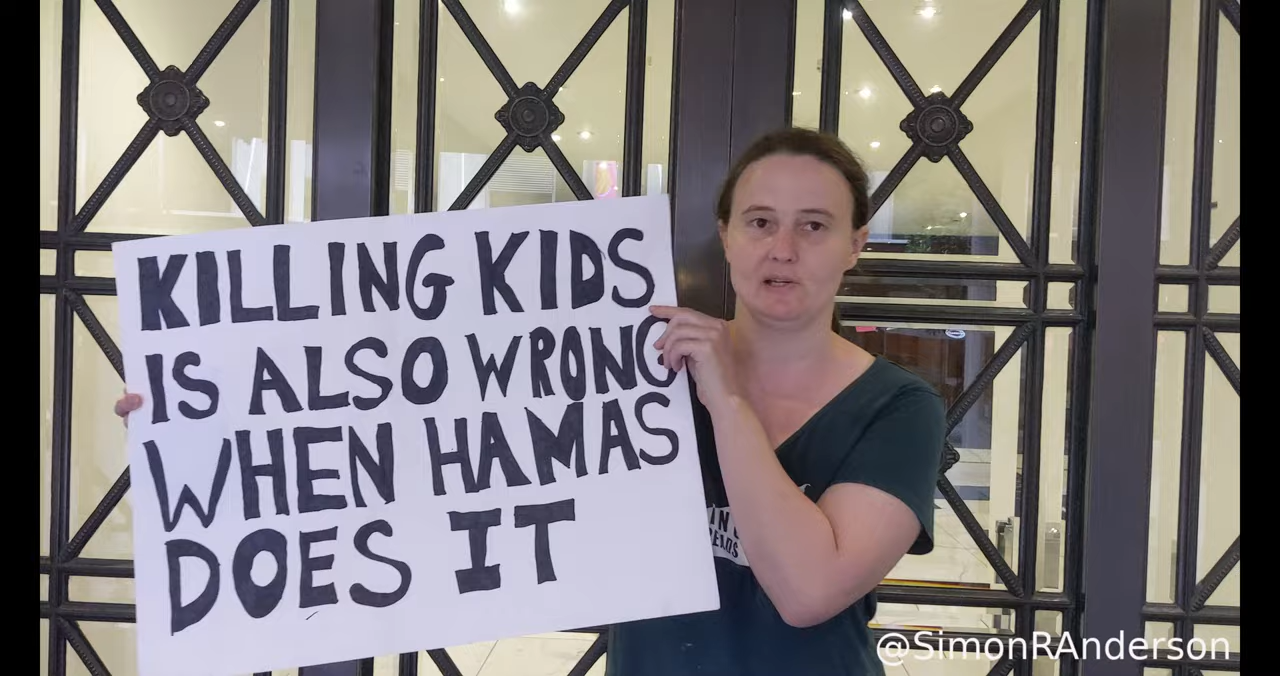 KILLING KIDS
IS ALSO WRONG
WHEN HAMAS
DOES IT
@SimonRAnderson